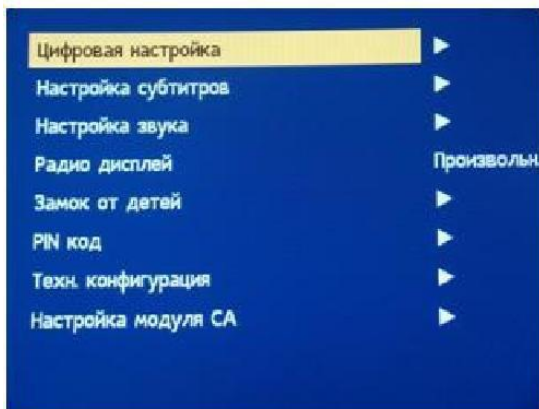 Цифровая настройка
Настройка субтитров
Настройка звука
Радио дисплей Произвольн.
Замок от детей
PIN код
Техн. конфигурация
Настройка модуля CA